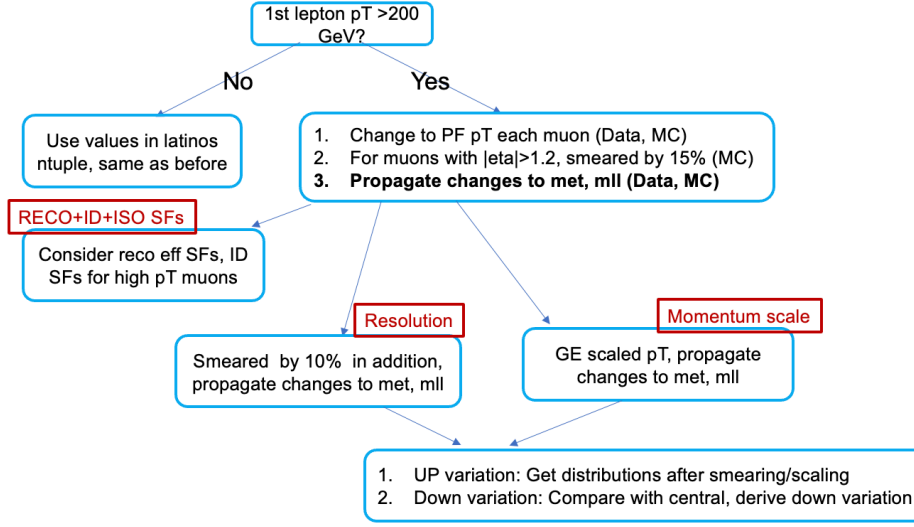 1st lepton pT >200
GeV?
No
Yes
Use values in latinos
ntuple, same as before
1. Change to PF pT each muon (Data, MC)
2. For muons with |eta|>1.2, smeared by 15% (MC)
3. Propagate changes to met, mll (Data, MC)
RECO+ID+ISO SFs
Consider reco eff SFs, ID
SFs for high pT muons
Resolution
Smeared by 10% in addition,
propagate changes to met, mll
Momentum scale
GE scaled pT, propagate
changes to met, mll
1. UP variation: Get distributions after smearing/scaling
2. Down variation: Compare with central, derive down variation